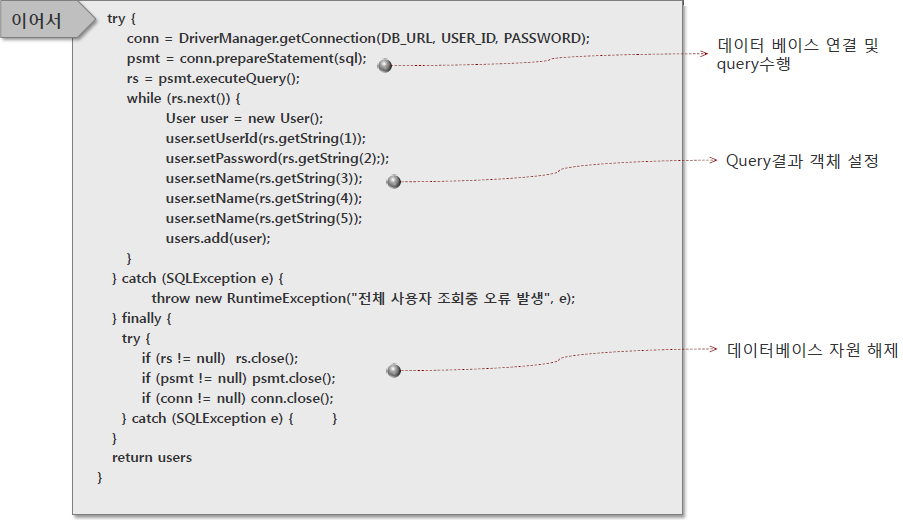 이어서
try {
conn = DriverManager.getConnection(DB_URL, USER_ID, PASSWORD);
psmt = conn.prepareStatement(sql);
rs = psmt.executeQuery();
while (rs.next()) {
User user = new User();
user.setUserId(rs.getString(1));
user.setPassword(rs.getString(2););
user.setName(rs.getString(3));
user.setName(rs.getString(4));
user.setName(rs.getString(5));
users.add(user);
}
} catch (SQLException e) {
throw new RuntimeException("전체 사용자 조회중 오류 발생", e);
} finally {
try {
if (rs != null) rs.close();
if (psmt != null) psmt.close();
if (conn != null) conn.close();
} catch (SQLException e) { }
}
return users
}
데이터 베이스 연결 및
query수행
Query결과 객체 설정
데이터베이스 자원 해제